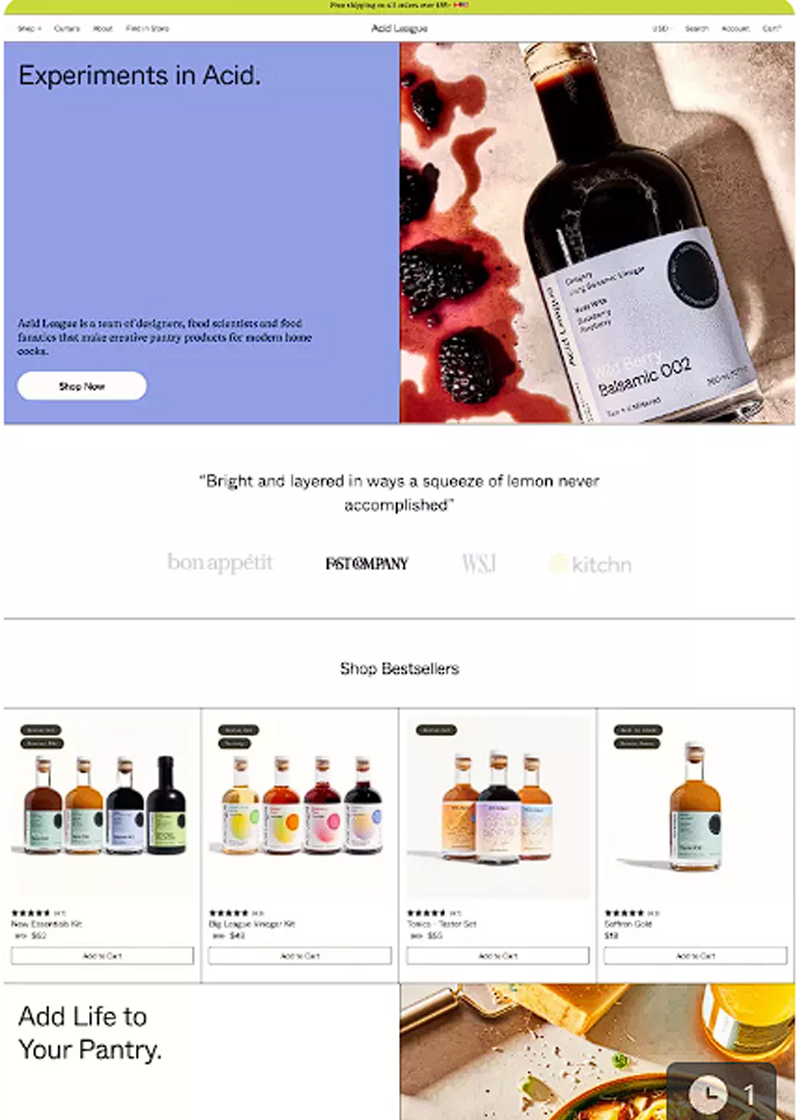 Free shipping on all orders over
Shop
Culture
About
Find in Store
Acid League
USD
Search
Account
Cart
Experiments in Acid.
Acid League is a team of designers, food scientists and food
fanatics that make creative pantry products for modern home
cooks.
Shop Now
Acid League
Wild Berry
Balsamic 002
“Bright and layered in ways a squeeze of lemon never
accomplished”
bon appétit
FAST COMPANY
WSJ
kitchn
Shop Bestsellers
New Essentials Kit
Add to Cart
Big League Vinegar Kit
$48
Add to Cart
Tonics - Taster Set
$55
Add to Cart
Saffron Gold
$18
Add to Cart
Add Life to
Your Pantry.
1